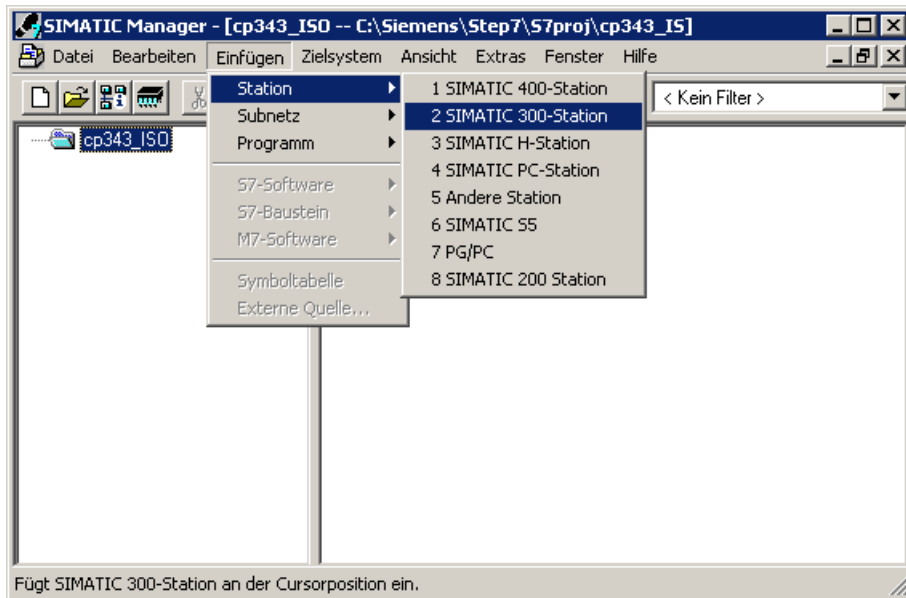 SIMATIC Manager - [cp343_ISO -- C:\Siemens\Step7\S7proj\cp343_IS]
Datei Bearbeiten Einfügen Zielsystem Ansicht Extras Fenster Hilfe
< Kein Filter >
cp343_ISO
Station
Subnetz
Programm
S7-Software
S7-Baustein
M7-Software
Symboltabelle
Externe Quelle...
1 SIMATIC 400-Station
2 SIMATIC 300-Station
3 SIMATIC H-Station
4 SIMATIC PC-Station
5 Andere Station
6 SIMATIC S5
7 PG/PC
8 SIMATIC 200 Station
Fügt SIMATIC 300-Station an der Cursorposition ein.